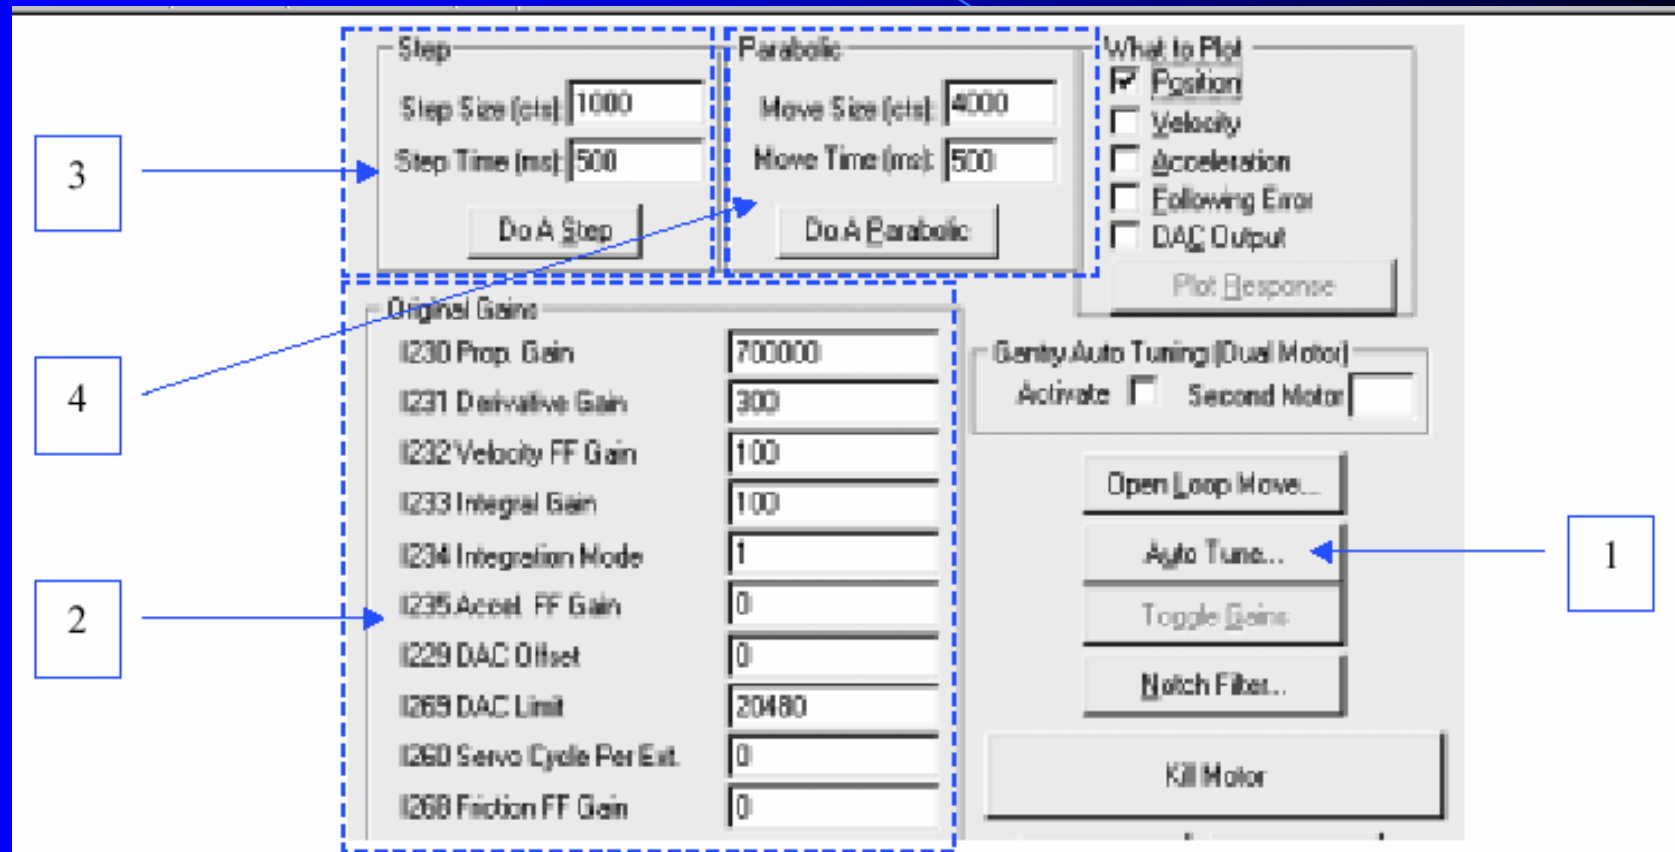 Step
Step Size (cts): 1000
Step Time (ms): 500
Do A Step
Parabolic
Move Size (cts): 4000
Move Time (ms): 500
Do A Parabolic
What to Plot
Position
Velocity
Acceleration
Following Error
DAC Output
Plot Response
3
4
2
1
Original Gains
I230 Prop. Gain 700000
I231 Derivative Gain 300
I232 Velocity FF Gain 100
I233 Integral Gain 100
I234 Integration Mode 1
I235 Accel. FF Gain 0
I229 DAC Offset 0
I269 DAC Limit 20480
I260 Servo Cycle Per Ext. 0
I268 Friction FF Gain 0
Gantry Auto Tuning (Dual Motor)
Activate Second Motor
Open Loop Move...
Auto Tune...
Toggle Gains
Notch Filter...
Kill Motor